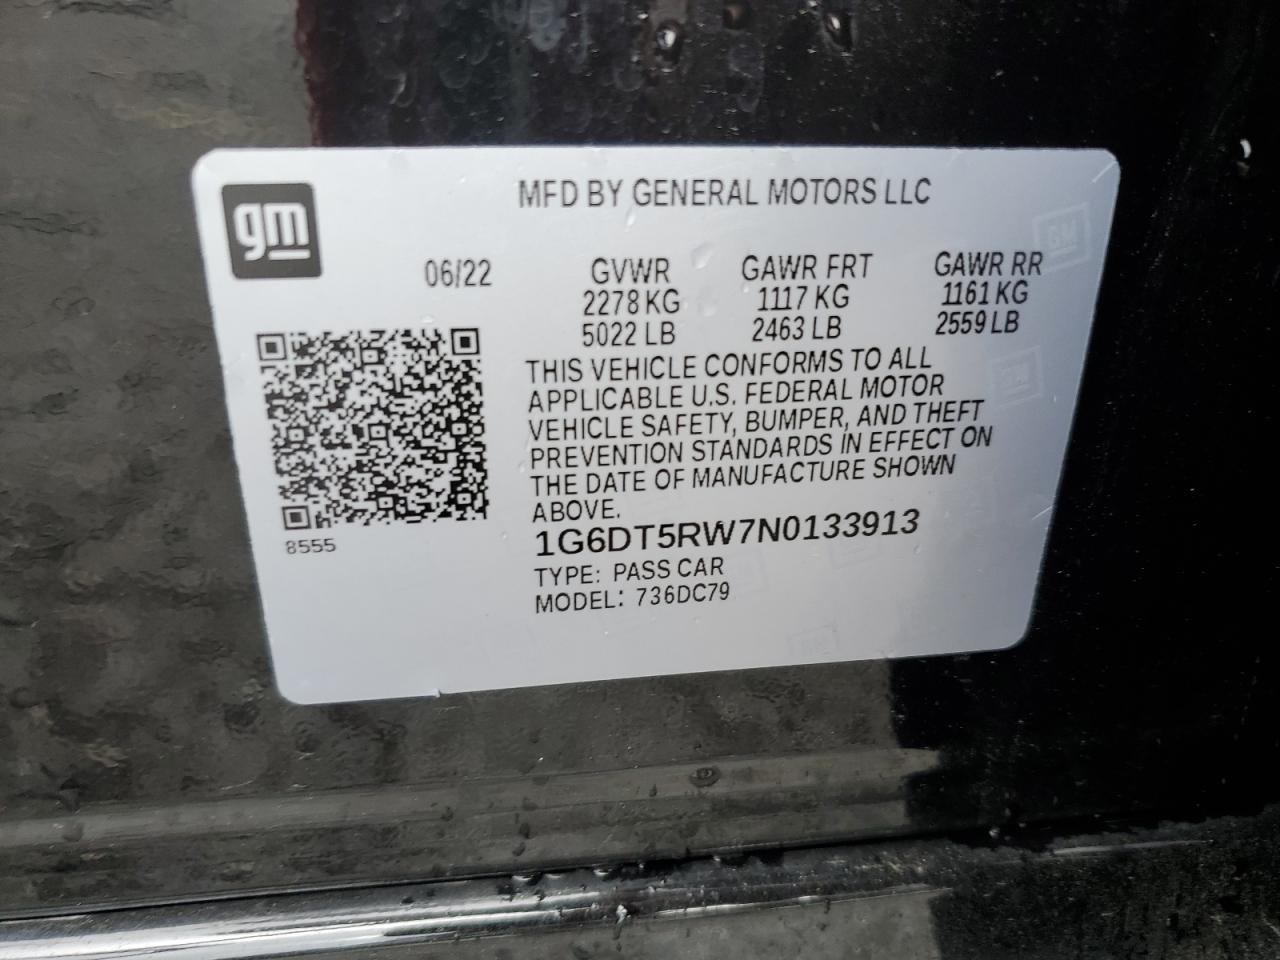 gm
MFD BY GENERAL MOTORS LLC
06/22
GVWR
2278 KG
5022 LB
GAWR FRT
1117 KG
2463 LB
GAWR RR
1161 KG
2559 LB
THIS VEHICLE CONFORMS TO ALL
APPLICABLE U.S. FEDERAL MOTOR
VEHICLE SAFETY, BUMPER, AND THEFT
PREVENTION STANDARDS IN EFFECT ON
THE DATE OF MANUFACTURE SHOWN
ABOVE.
8555
1G6DT5RW7N0133913
TYPE: PASS CAR
MODEL: 736DC79